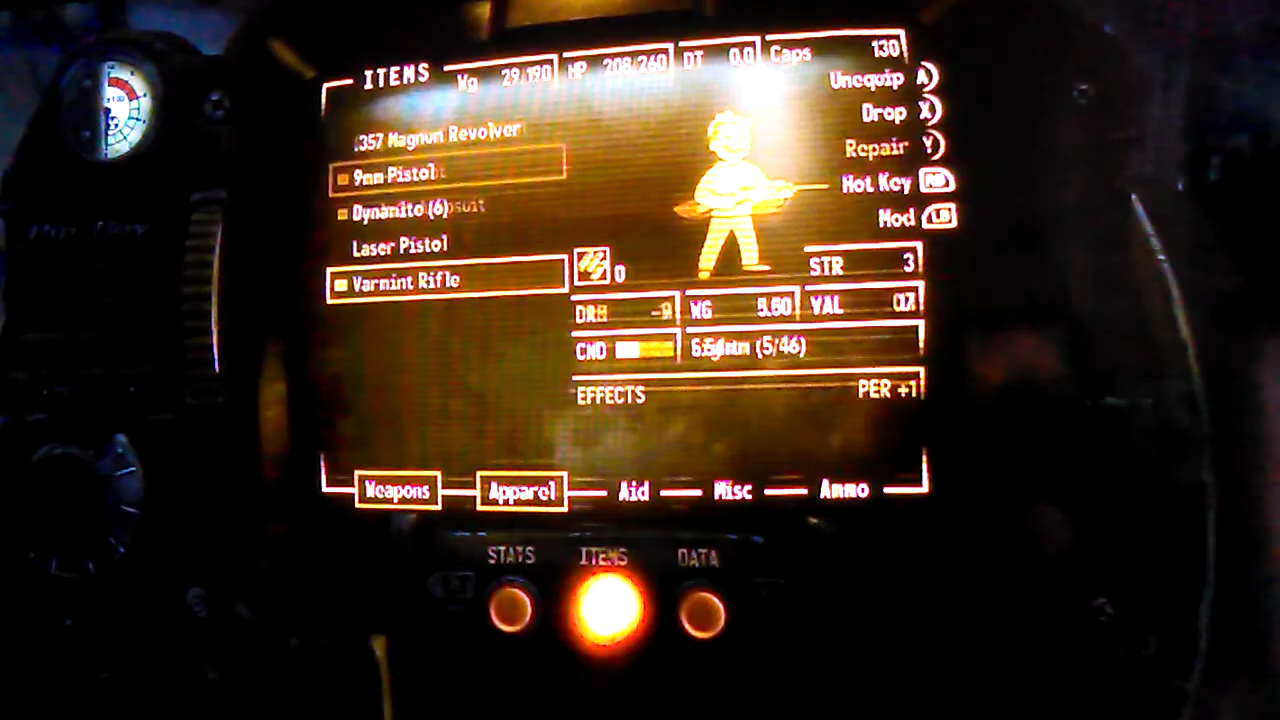 ITEMS Wg 29.190 HP 208.260 DT 0.0 Caps 130
Unequip A)
Drop X)
Repair Y)
Hot Key RB
Mod LB
.357 Magnum Revolver
9mm Pistol
Dynamite (6)
Laser Pistol
Varmint Rifle
0
STR 3
WG VAL
CND (5/46)
EFFECTS PER +1
Weapons Apparel Aid Misc Ammo
STATS ITEMS DATA